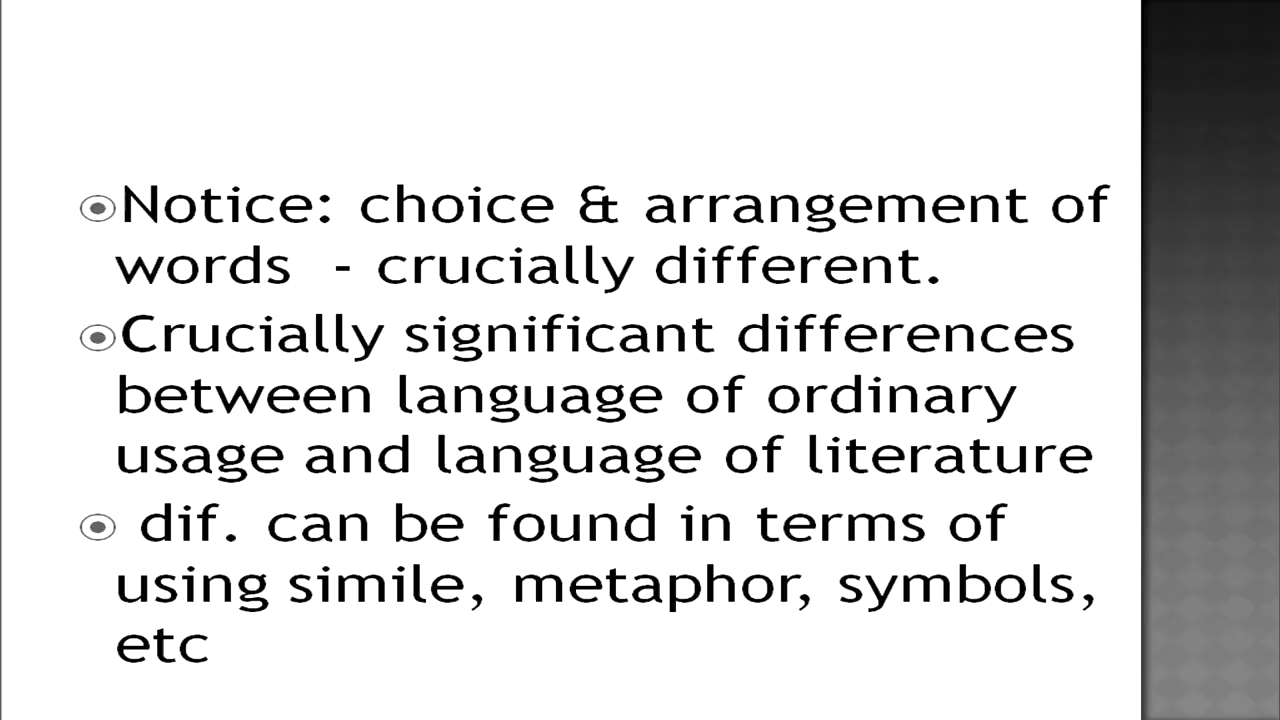 Notice: choice & arrangement of
words - crucially different.
Crucially significant differences
between language of ordinary
usage and language of literature
dif. can be found in terms of
using simile, metaphor, symbols,
etc